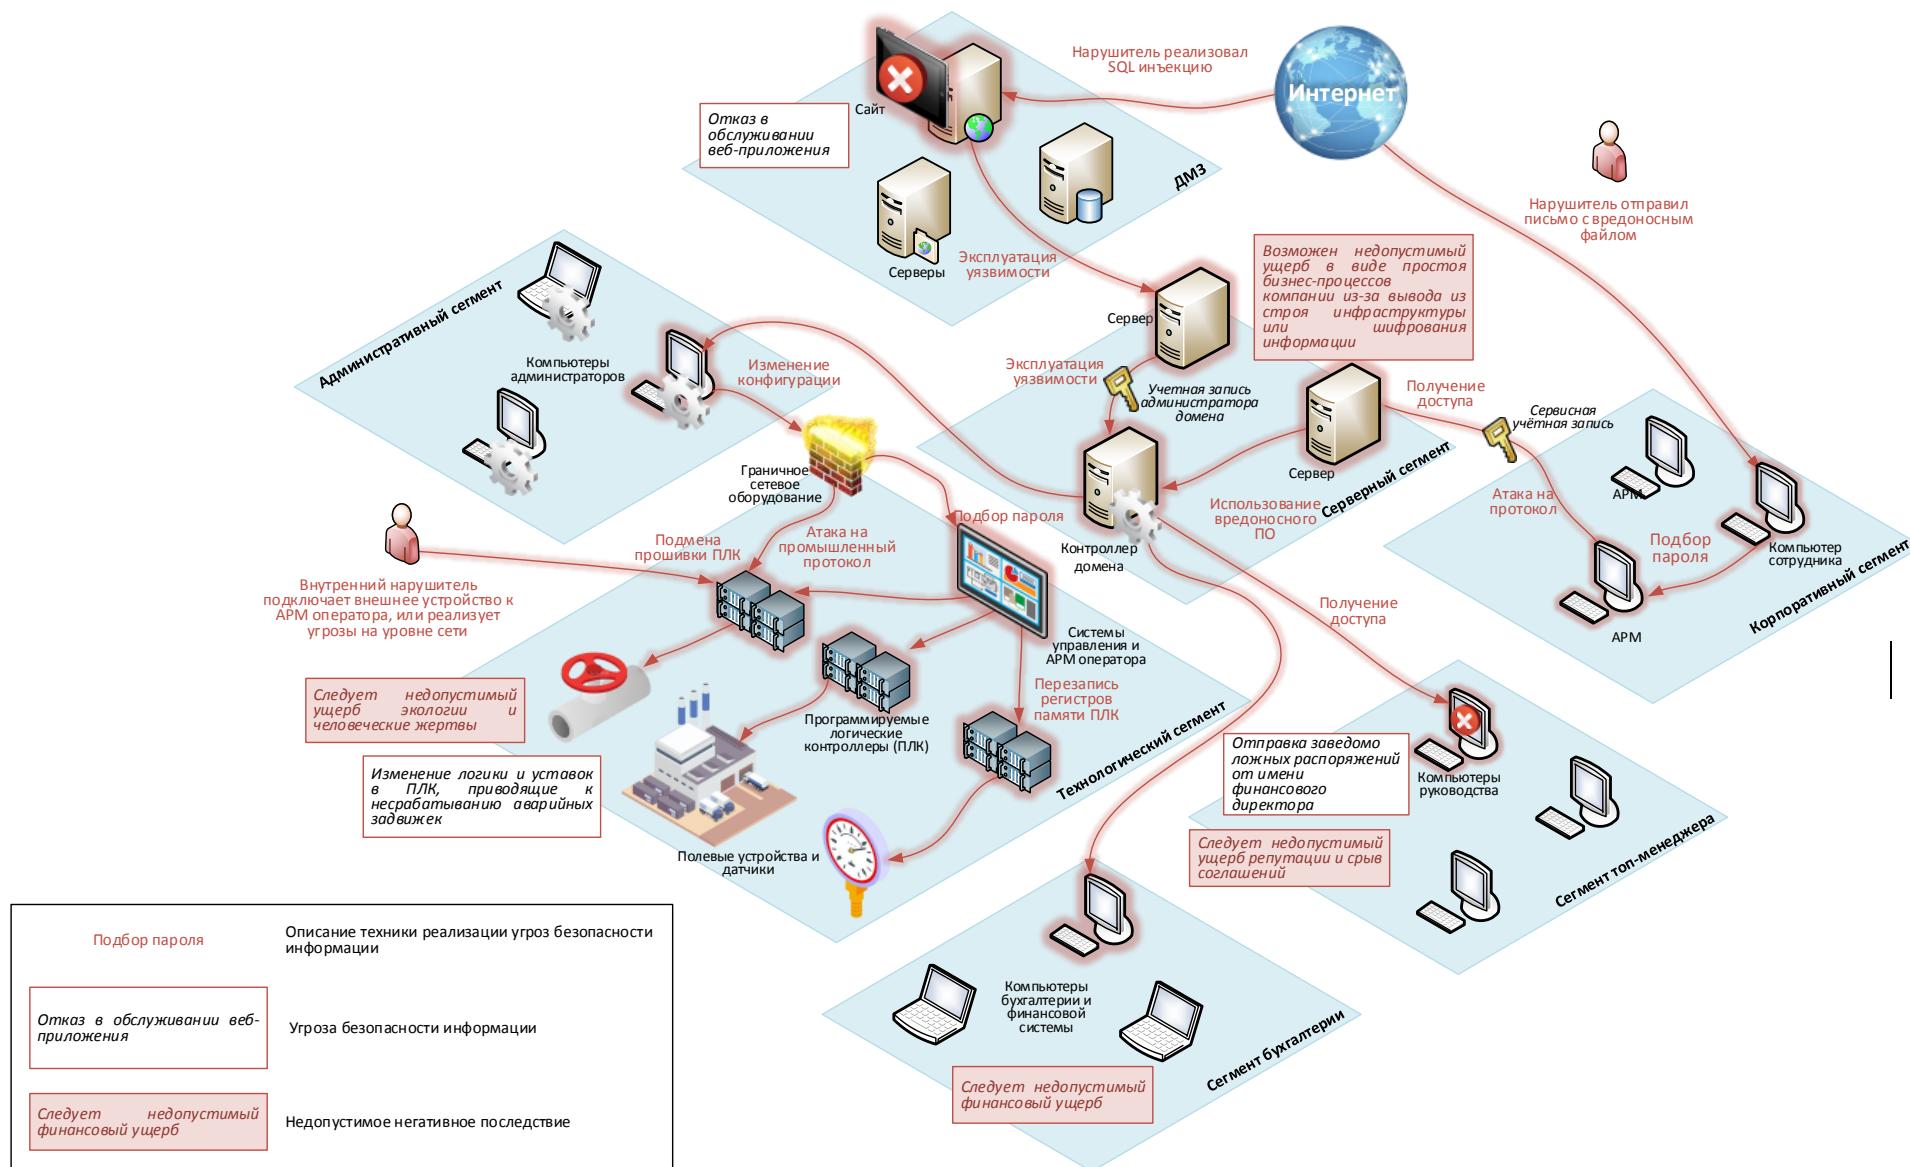 Нарушитель реализовал
SQL инъекцию
Интернет
Сайт
Отказ в
обслуживании
веб-приложения
ДМЗ
Серверы
Эксплуатация
уязвимости
Нарушитель отправил
письмо с вредоносным
файлом
Возможен недопустимый
ущерб в виде простоя
бизнес-процессов
компании из-за вывода из
строя инфраструктуры
или шифрования
информации
Административный сегмент
Компьютеры
администраторов
Изменение
конфигурации
Сервер
Эксплуатация
уязвимости
Учетная запись
администратора
домена
Получение
доступа
Сервисная
учётная запись
Сервер
Серверный сегмент
Граничное
сетевое
оборудование
Подбор пароля
Использование
вредоносного
ПО
Контроллер
домена
АРМ
Атака на
протокол
Подбор
пароля
Компьютер
сотрудника
АРМ
Корпоративный сегмент
Подмена
прошивки ПЛК
Атака на
промышленный
протокол
Внутренний нарушитель
подключает внешнее устройство к
АРМ оператора, или реализует
угрозы на уровне сети
Системы
управления и
АРМ оператора
Получение
доступа
Следует недопустимый
ущерб экологии и
человеческие жертвы
Программируемые
логические
контроллеры (ПЛК)
Перезапись
регистров
памяти ПЛК
Технологический сегмент
Изменение логики и уставок
в ПЛК, приводящие к
несрабатыванию аварийных
задвижек
Полевые устройства и
датчики
Отправка заведомо
ложных распоряжений
от имени
финансового
директора
Компьютеры
руководства
Следует недопустимый
ущерб репутации и срыв
соглашений
Сегмент топ-менеджера
Компьютеры
бухгалтерии и
финансовой
системы
Сегмент бухгалтерии
Следует недопустимый
финансовый ущерб
Подбор пароля
Описание техники реализации угроз безопасности
информации
Отказ в обслуживании веб-
приложения
Угроза безопасности информации
Следует недопустимый
финансовый ущерб
Недопустимое негативное последствие